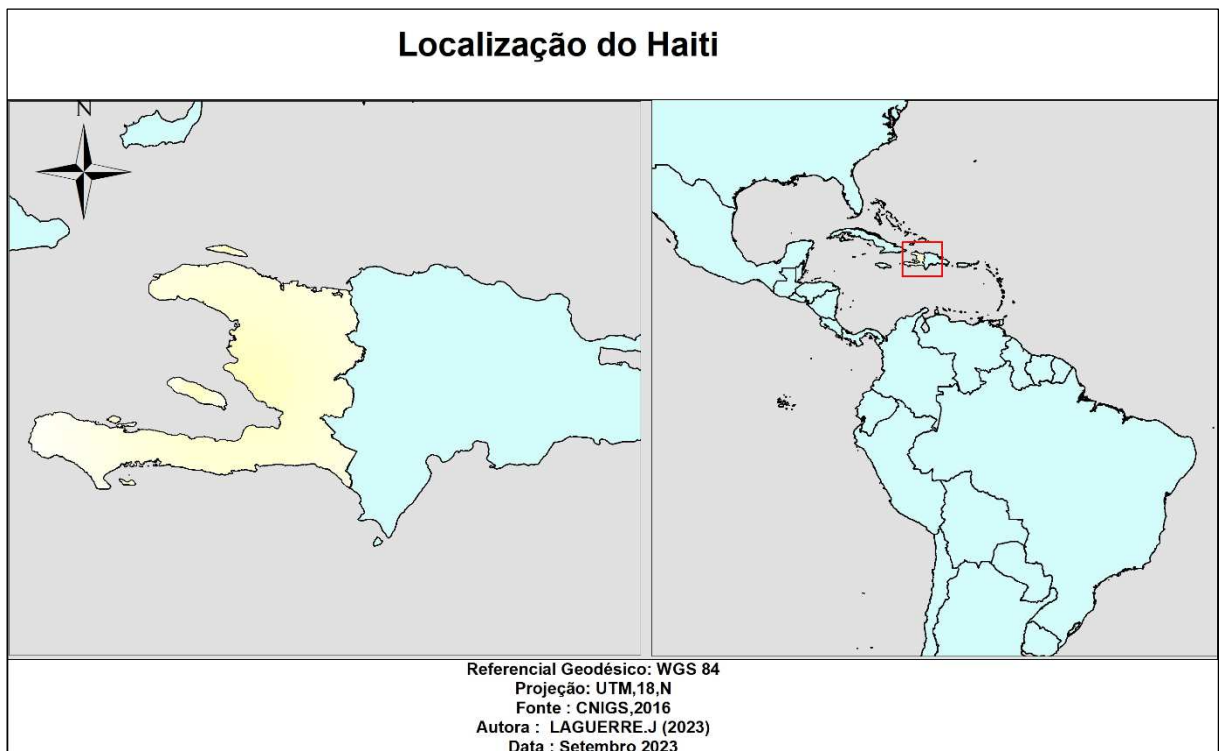 Localização do Haiti
N
Referencial Geodésico: WGS 84
Projeção: UTM,18,N
Fonte : CNIGS,2016
Autora :  LAGUERRE.J (2023)
Data : Setembro 2023